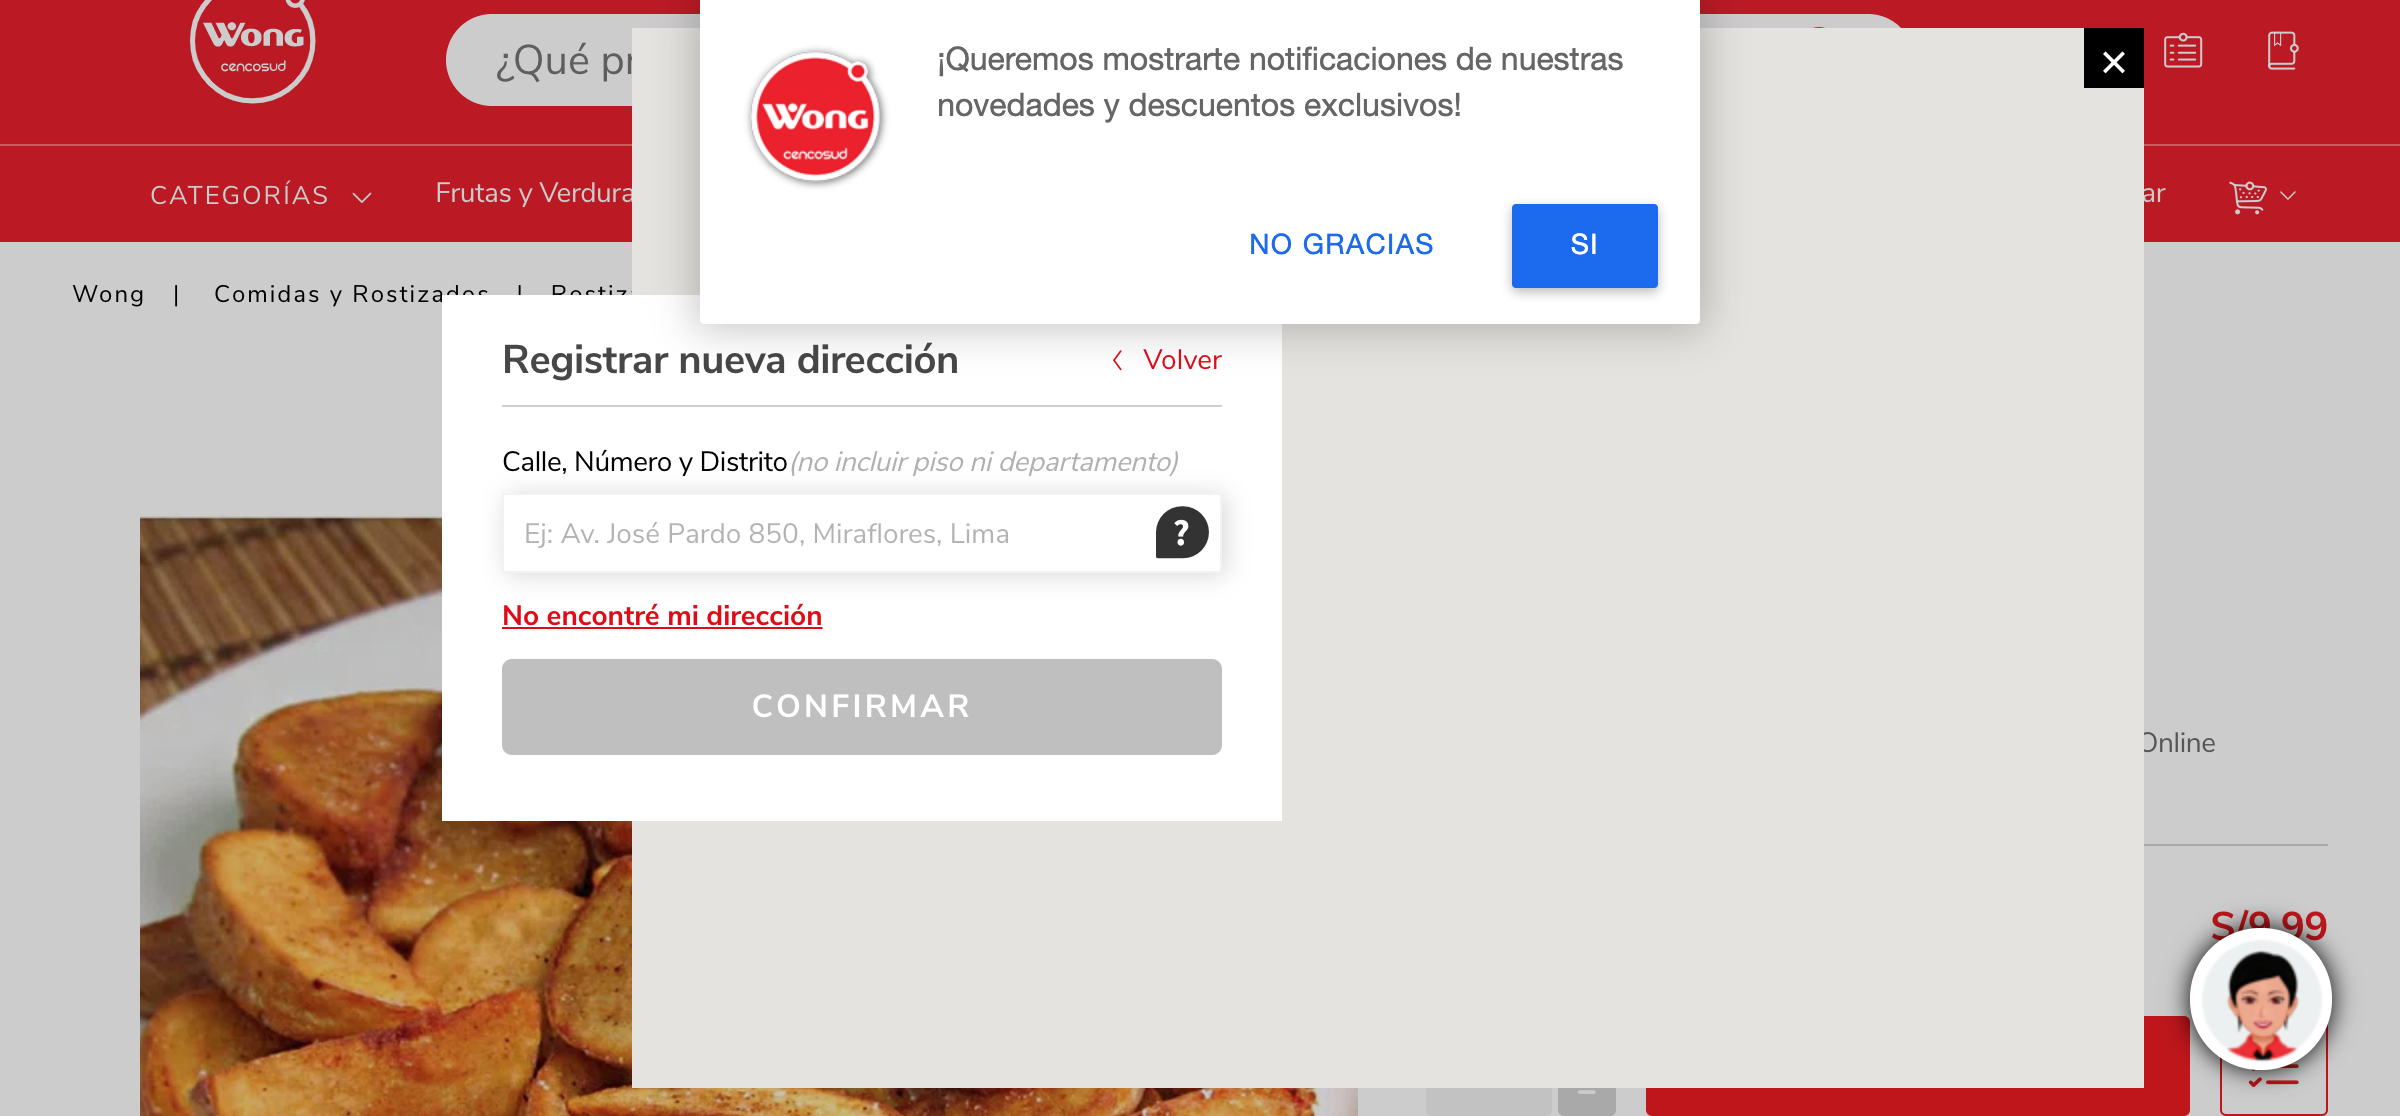 Wong
cencosud
¿Qué pr
¡Queremos mostrarte notificaciones de nuestras
novedades y descuentos exclusivos!
Wong
cencosud
NO GRACIAS
SI
CATEGORÍAS
Frutas y Verdura
ar
Wong | Comidas y Rostizados |
Registrar nueva dirección
Volver
Calle, Número y Distrito (no incluir piso ni departamento)
Ej: Av. José Pardo 850, Miraflores, Lima
?
No encontré mi dirección
CONFIRMAR
Online
S/9.99